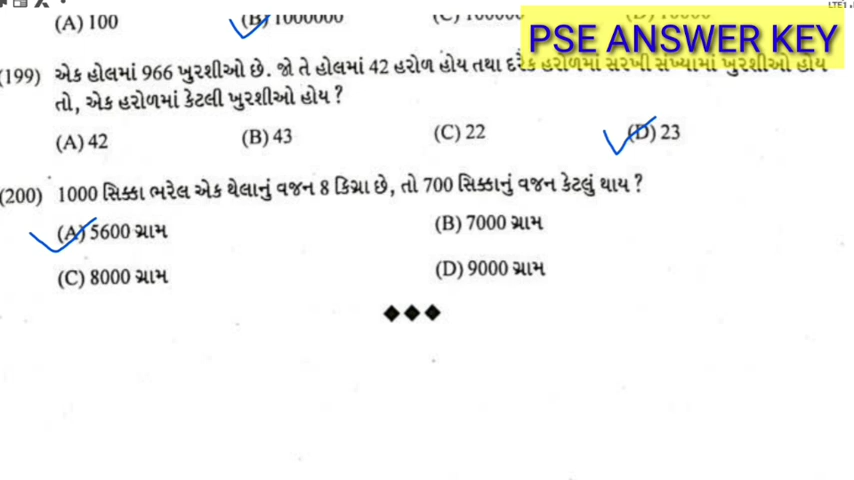 (A) 100 (B) 1000000 (D) 10000
PSE ANSWER KEY
(199) એક હોલમાં 966 ખુરશીઓ છે. જો તે હોલમાં 42 હરોળ હોય તથા દરેક હરોળમાં સરખી સંખ્યામાં ખુરશીઓ હોય
તો, એક હરોળમાં કેટલી ખુરશીઓ હોય ?
(A) 42 (B) 43 (C) 22 (D) 23
(200) 1000 સિક્કા ભરેલ એક થેલાનું વજન 8 કિગ્રા છે, તો 700 સિક્કાનું વજન કેટલું થાય ?
(A) 5600 ગ્રામ (B) 7000 ગ્રામ
(C) 8000 ગ્રામ (D) 9000 ગ્રામ